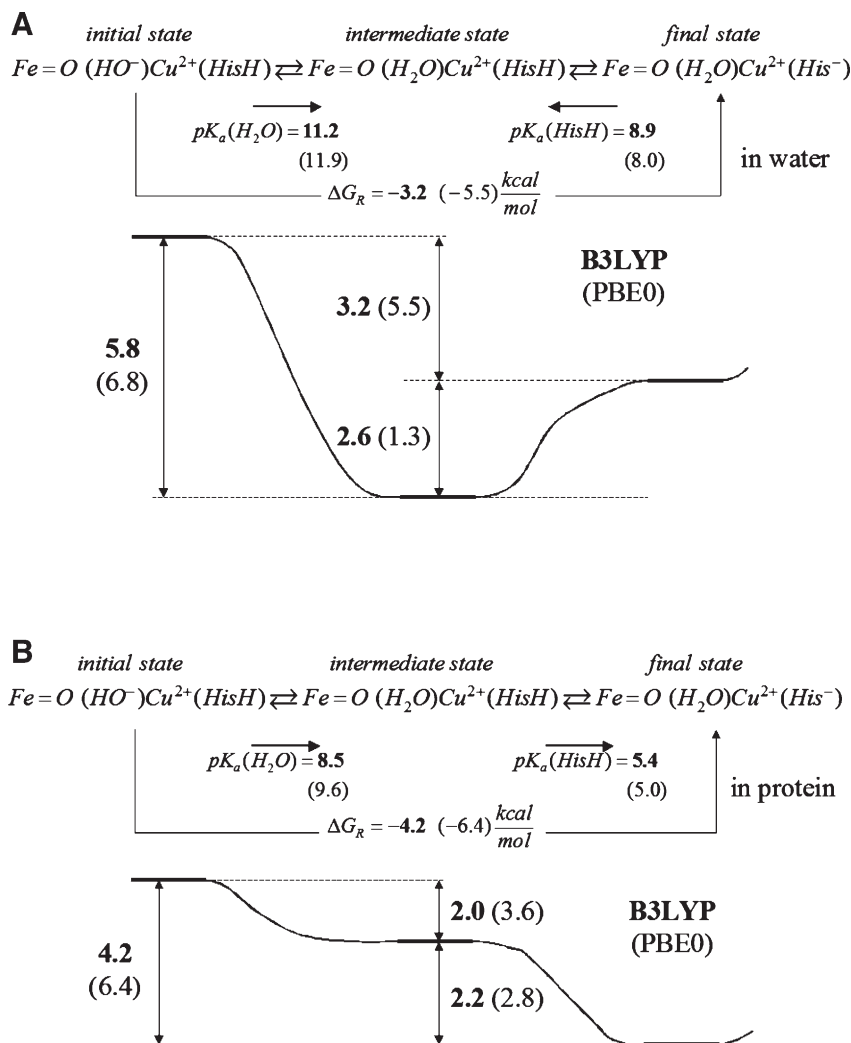 A
initial state intermediate state final state
Fe=O (HO⁻)Cu²⁺(HisH)⇄Fe=O (H₂O)Cu²⁺(HisH)⇄Fe=O (H₂O)Cu²⁺(His⁻)
pKₐ(H₂O)=11.2 pKₐ(HisH)=8.9
(11.9) (8.0) in water
ΔG_R = −3.2 (−5.5) kcal/mol
B3LYP
(PBE0)
3.2 (5.5)
5.8
(6.8)
2.6 (1.3)
B
initial state intermediate state final state
Fe=O (HO⁻)Cu²⁺(HisH)⇄Fe=O (H₂O)Cu²⁺(HisH)⇄Fe=O (H₂O)Cu²⁺(His⁻)
pKₐ(H₂O)=8.5 pKₐ(HisH)=5.4
(9.6) (5.0) in protein
ΔG_R = −4.2 (−6.4) kcal/mol
2.0 (3.6) B3LYP
(PBE0)
4.2
(6.4)
2.2 (2.8)